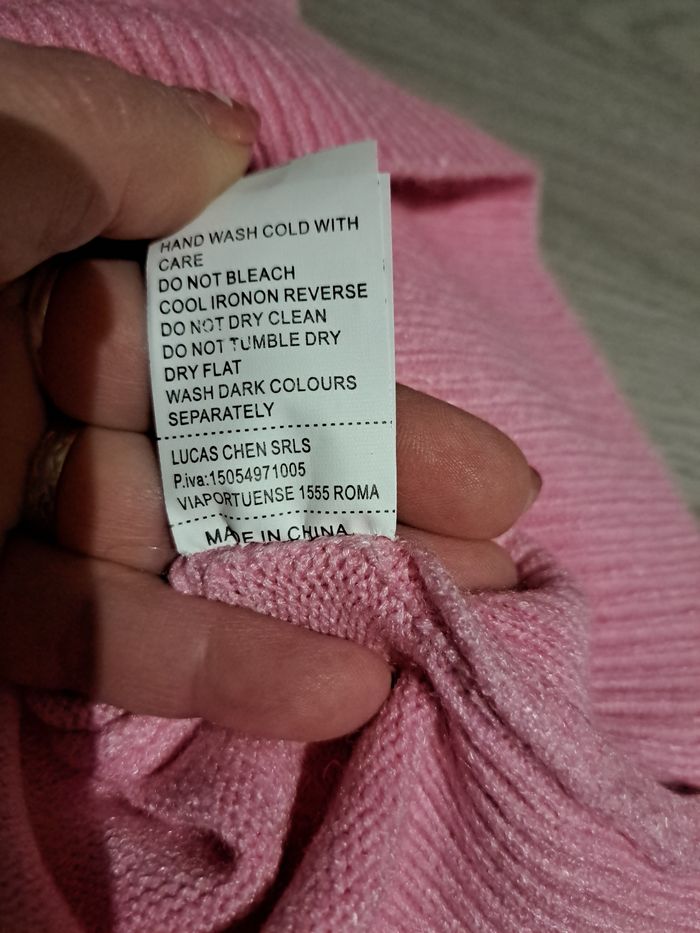 HAND WASH COLD WITH
CARE
DO NOT BLEACH
COOL IRONON REVERSE
DO NOT DRY CLEAN
DO NOT TUMBLE DRY
DRY FLAT
WASH DARK COLOURS
SEPARATELY
LUCAS CHEN SRLS
P.iva:15054971005
VIAPORTUENSE 1555 ROMA
MADE IN CHINA